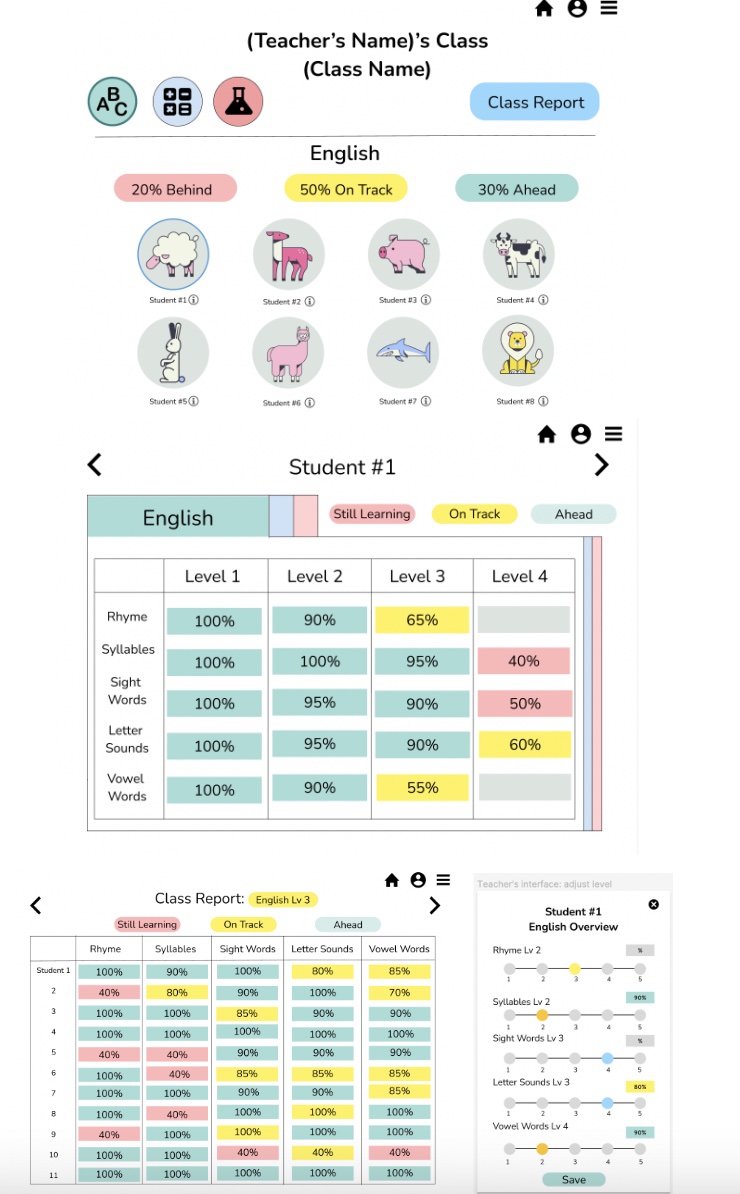 (Teacher's Name)'s Class
(Class Name)
ABC
Class Report
English
20% Behind 50% On Track 30% Ahead
Student #1 Student #2 Student #3 Student #4
Student #5 Student #6 Student #7 Student #8
Student #1
English Still Learning On Track Ahead
Level 1 Level 2 Level 3 Level 4
Rhyme 100% 90% 65%
Syllables 100% 100% 95% 40%
Sight Words 100% 95% 90% 50%
Letter Sounds 100% 95% 90% 60%
Vowel Words 100% 90% 55%
Class Report: English Lv 3
Still Learning On Track Ahead
Rhyme Syllables Sight Words Letter Sounds Vowel Words
Student 1 100% 90% 100% 80% 85%
2 40% 80% 90% 100% 70%
3 100% 100% 85% 90% 90%
4 100% 100% 100% 100% 100%
5 40% 40% 90% 90% 90%
6 100% 40% 85% 85% 85%
7 100% 100% 90% 90% 85%
8 100% 40% 100% 100% 100%
9 40% 100% 100% 100% 100%
10 100% 100% 40% 40% 40%
11 100% 100% 100% 100% 100%
Teacher's interface: adjust level
Student #1
English Overview
Rhyme Lv 2 %
1 2 3 4 5
Syllables Lv 2 90%
1 2 3 4 5
Sight Words Lv 3 %
1 2 3 4 5
Letter Sounds Lv 3 80%
1 2 3 4 5
Vowel Words Lv 4 90%
1 2 3 4 5
Save